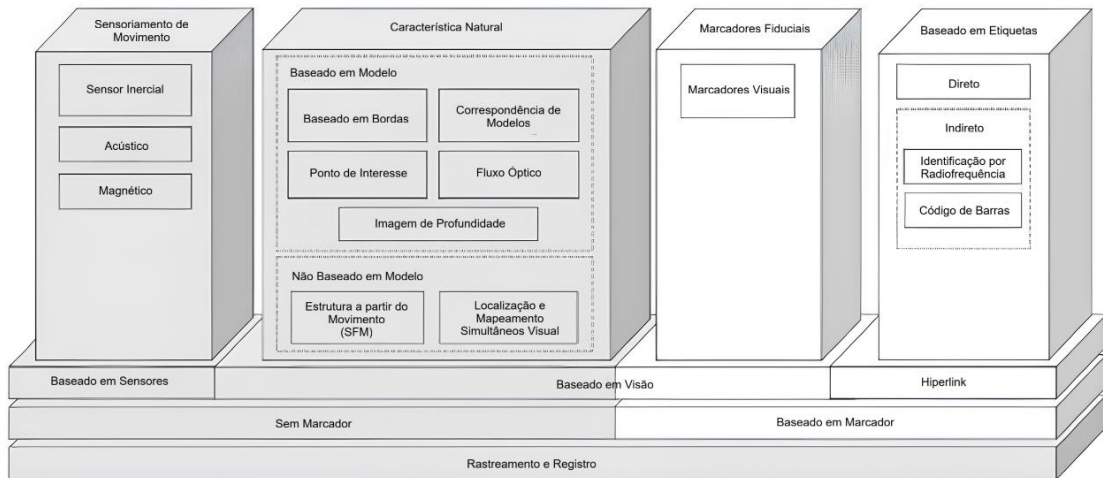 Sensoriamento de
Movimento
Característica Natural
Marcadores Fiduciais
Baseado em Etiquetas
Sensor Inercial
Acústico
Magnético
Baseado em Modelo
Baseado em Bordas
Correspondência de
Modelos
Ponto de Interesse
Fluxo Óptico
Imagem de Profundidade
Não Baseado em Modelo
Estrutura a partir do
Movimento
(SFM)
Localização e
Mapeamento
Simultâneos Visual
Marcadores Visuais
Direto
Indireto
Identificação por
Radiofrequência
Código de Barras
Baseado em Sensores
Baseado em Visão
Hiperlink
Sem Marcador
Baseado em Marcador
Rastreamento e Registro